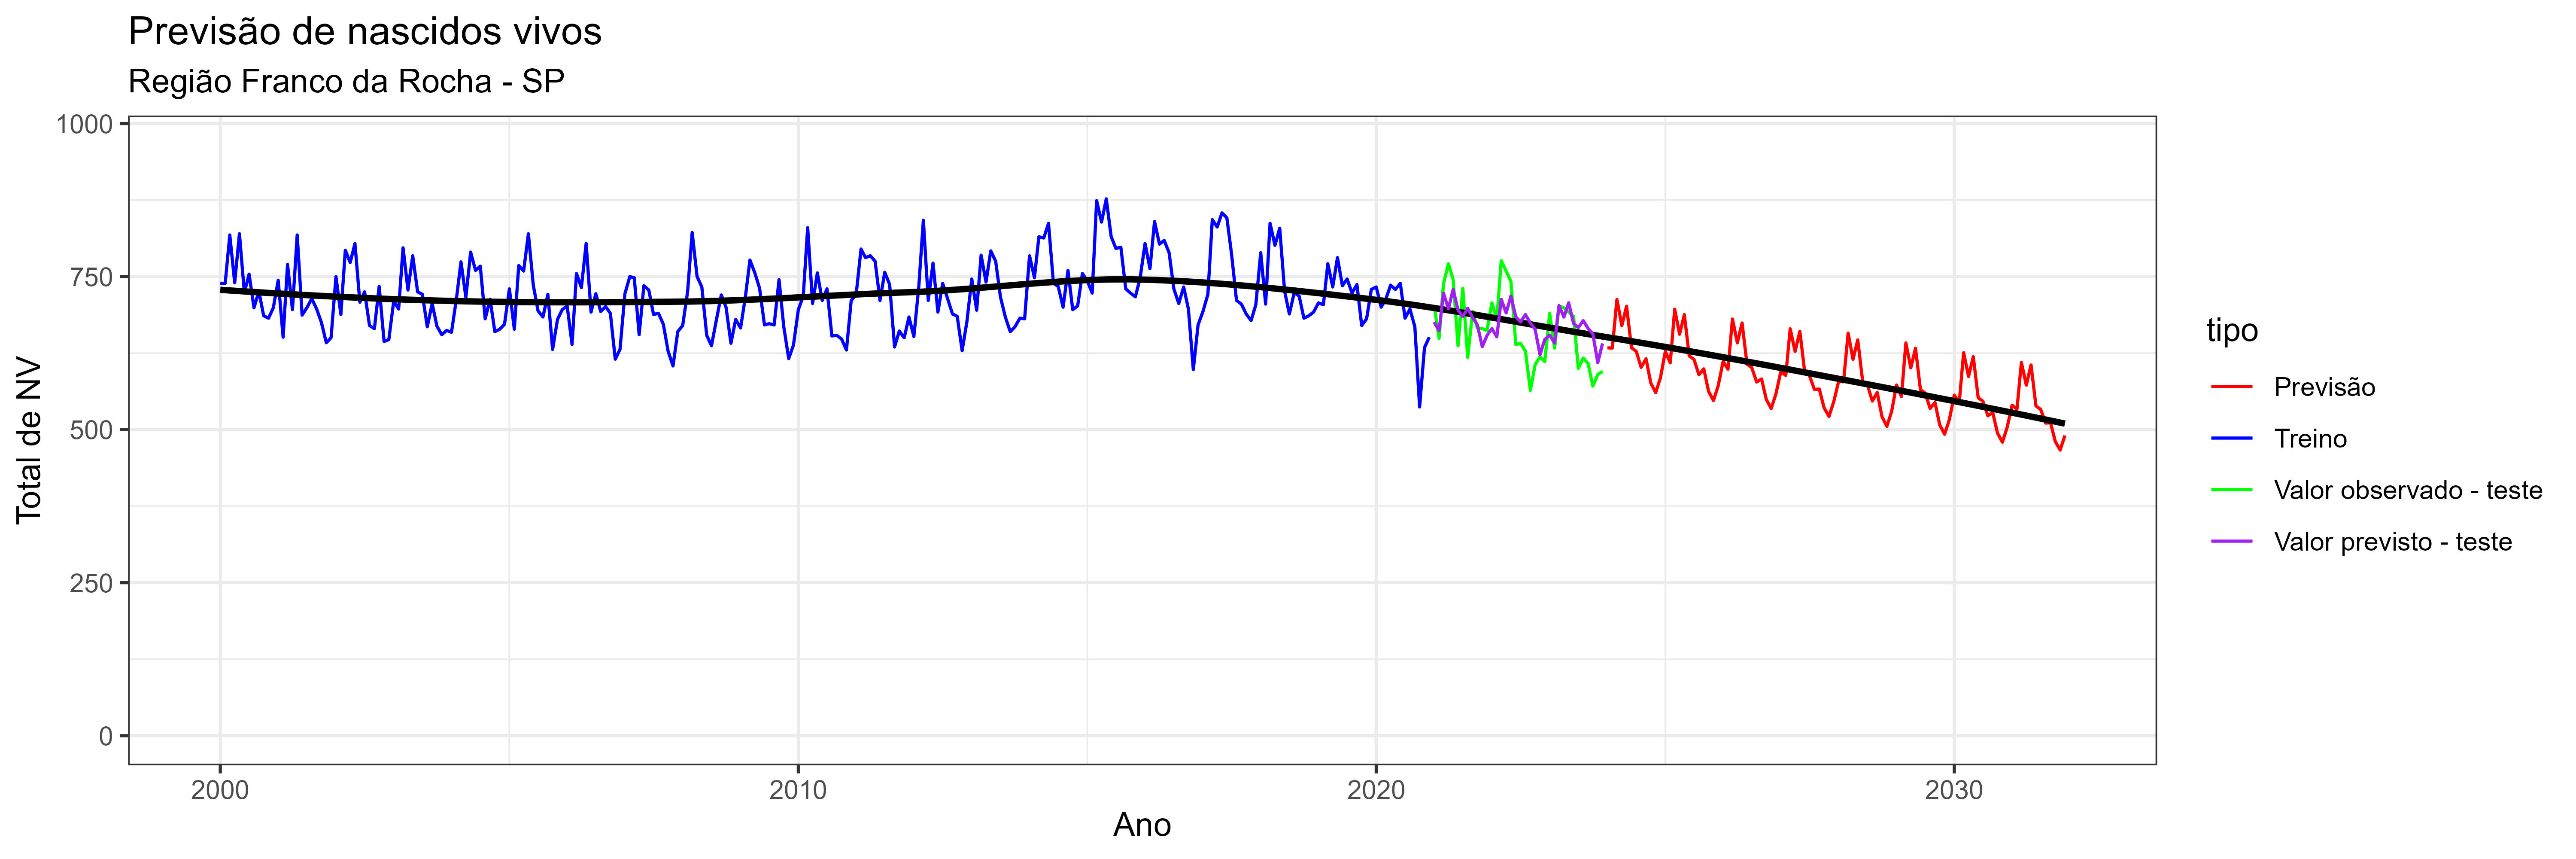 Previsão de nascidos vivos
Região Franco da Rocha - SP
1000
750
500
250
0
Total de NV
2000
2010
2020
2030
Ano
tipo
Previsão
Treino
Valor observado - teste
Valor previsto - teste